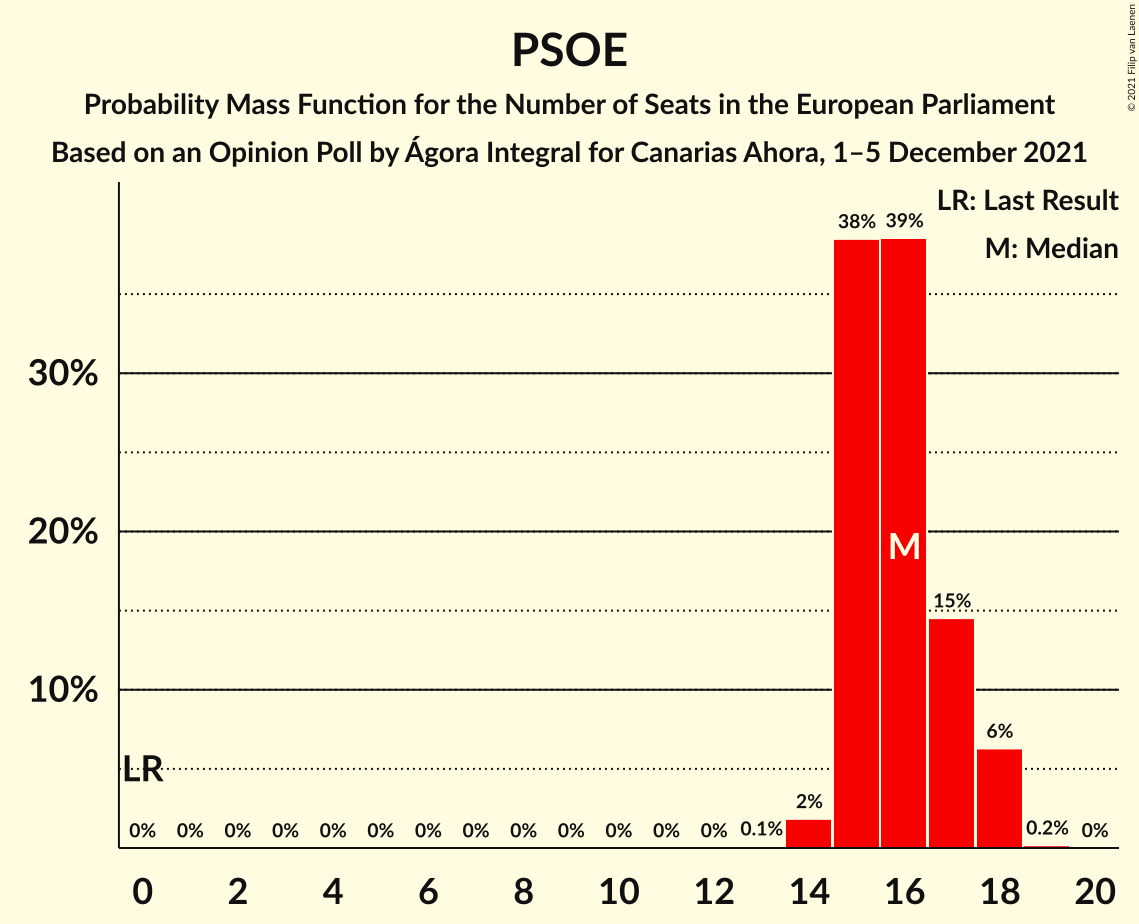 PSOE
Probability Mass Function for the Number of Seats in the European Parliament
Based on an Opinion Poll by Ágora Integral for Canarias Ahora, 1–5 December 2021
© 2021 Filip van Laenen
LR: Last Result
M: Median
38% 39%
30%
20%
M
15%
10%
6%
LR
2%
0% 0% 0% 0% 0% 0% 0% 0% 0% 0% 0% 0% 0% 0.1% 0.2% 0%
0 2 4 6 8 10 12 14 16 18 20